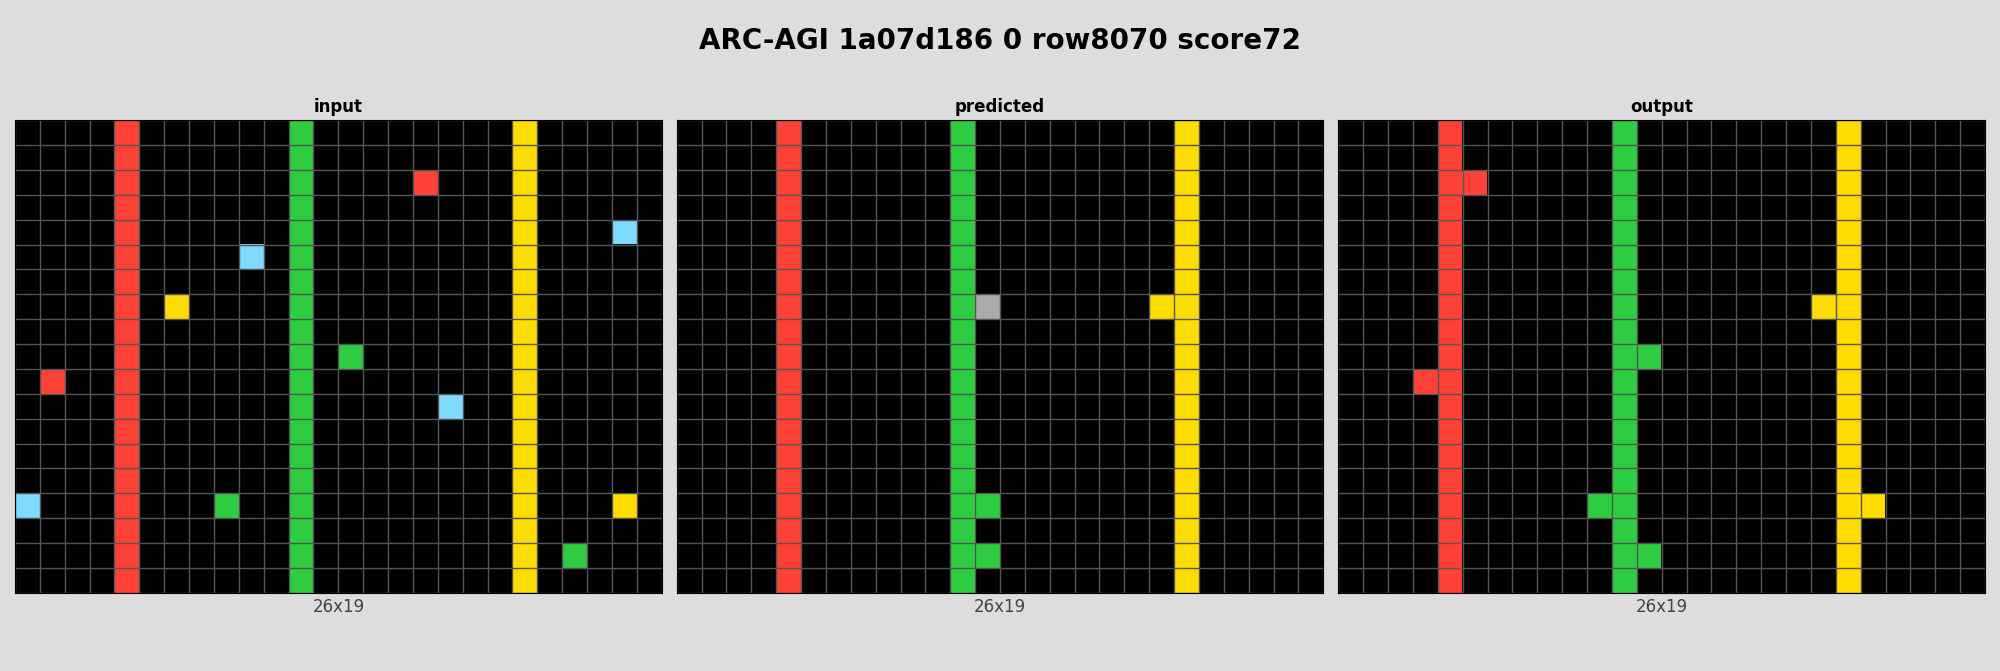 ARC-AGI 1a07d186 0 row8070 score72
input
predicted
output
26x19
26x19
26x19